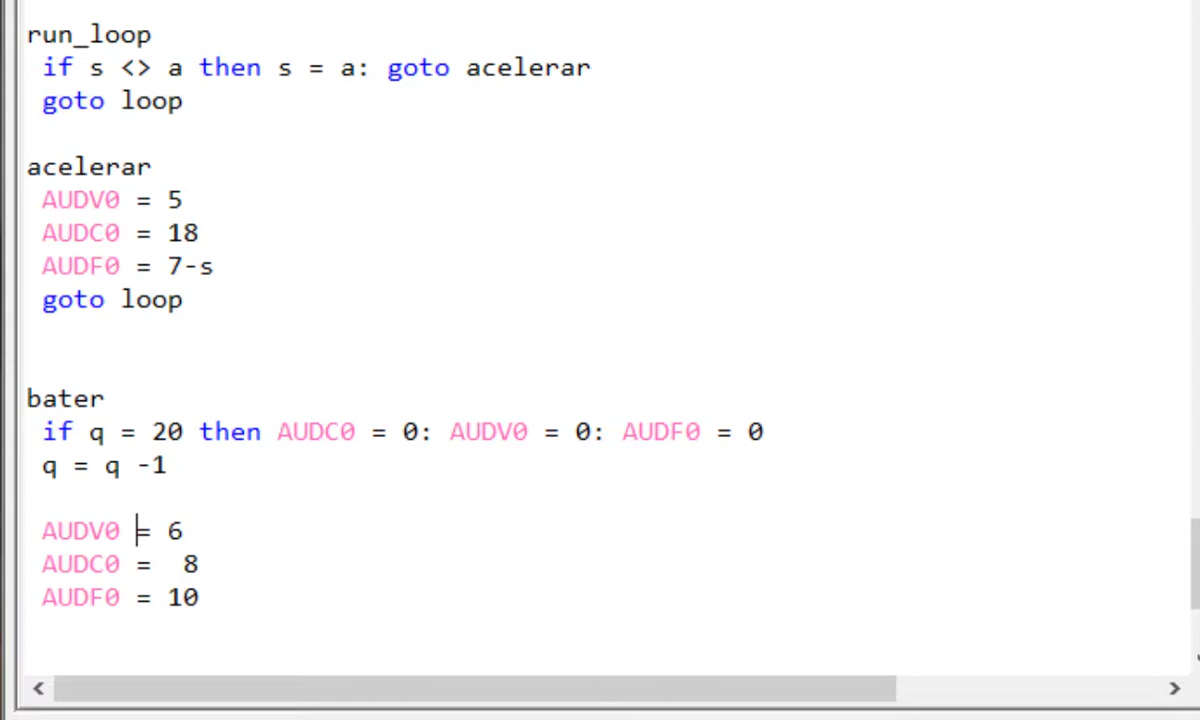 run_loop
if s <> a then s = a: goto acelerar
goto loop
acelerar
AUDV0 = 5
AUDC0 = 18
AUDF0 = 7-s
goto loop
bater
if q = 20 then AUDC0 = 0: AUDV0 = 0: AUDF0 = 0
q = q -1
AUDV0 = 6
AUDC0 =  8
AUDF0 = 10